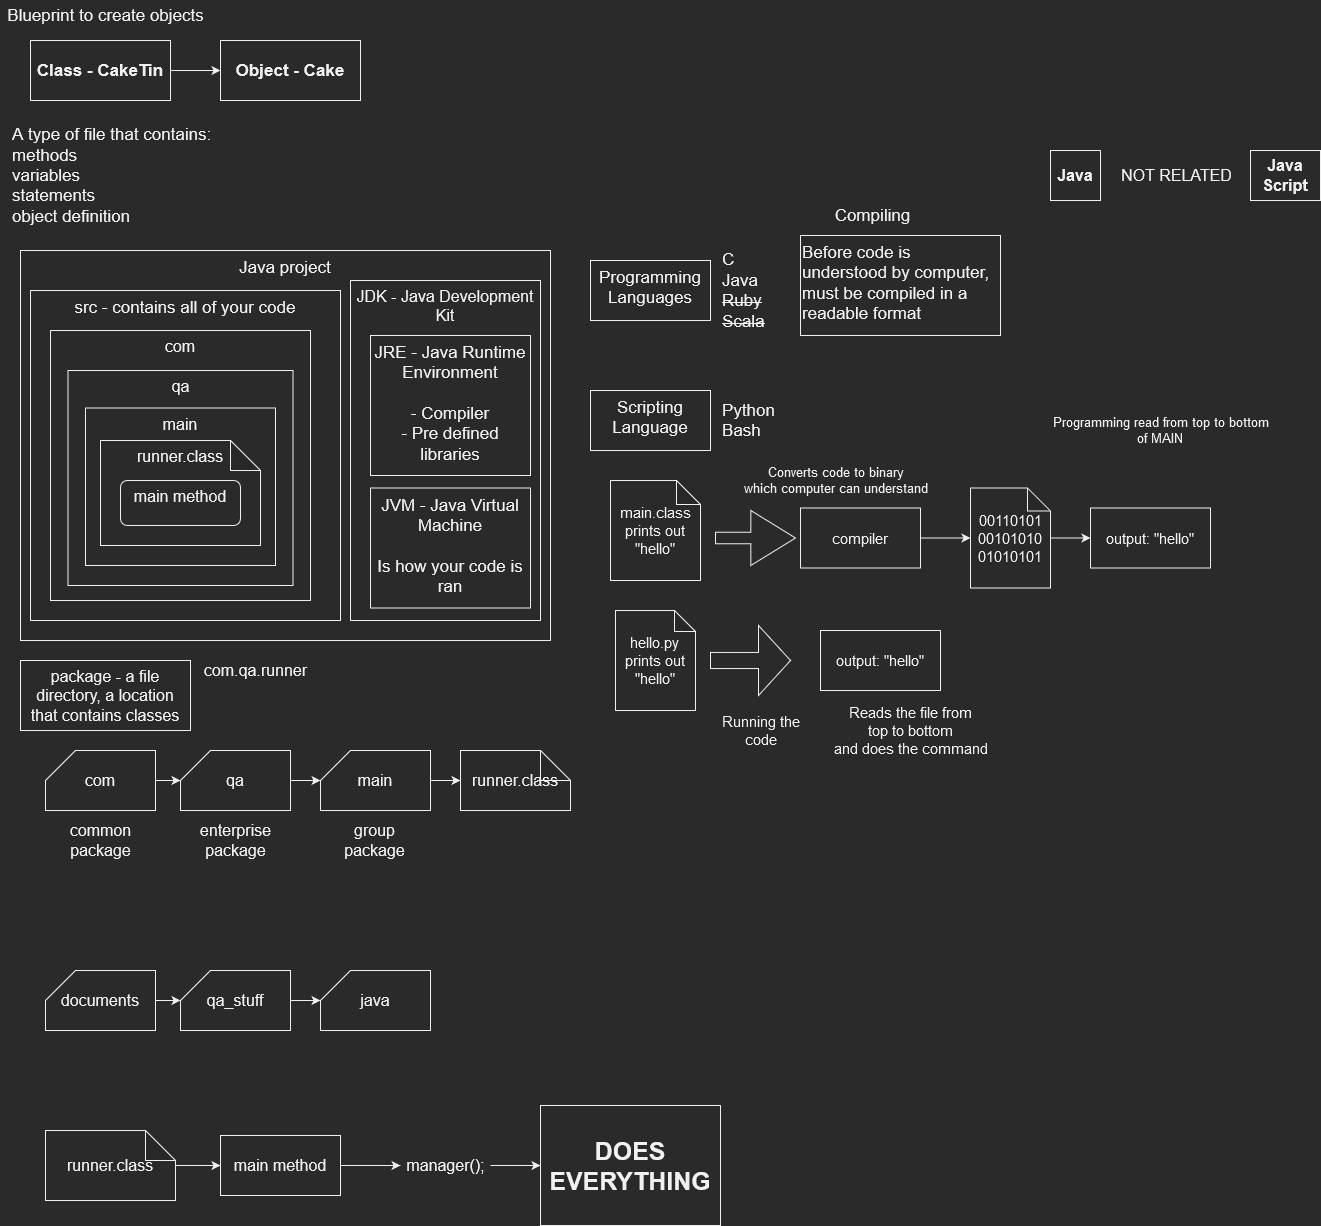 Blueprint to create objects
Class - CakeTin
Object - Cake
A type of file that contains:
methods
variables
statements
object definition
Java
NOT RELATED
Java
Script
Java project
src - contains all of your code
com
qa
main
runner.class
main method
JDK - Java Development
Kit
JRE - Java Runtime
Environment
- Compiler
- Pre defined
libraries
JVM - Java Virtual
Machine
Is how your code is
ran
Programming
Languages
C
Java
Ruby
Scala
Compiling
Before code is
understood by computer,
must be compiled in a
readable format
Scripting
Language
Python
Bash
Programming read from top to bottom
of MAIN
main.class
prints out
"hello"
Converts code to binary
which computer can understand
compiler
00110101
00101010
01010101
output: "hello"
hello.py
prints out
"hello"
Running the
code
output: "hello"
Reads the file from
top to bottom
and does the command
package - a file
directory, a location
that contains classes
com.qa.runner
com
qa
main
runner.class
common
package
enterprise
package
group
package
documents
qa_stuff
java
runner.class
main method
manager();
DOES
EVERYTHING